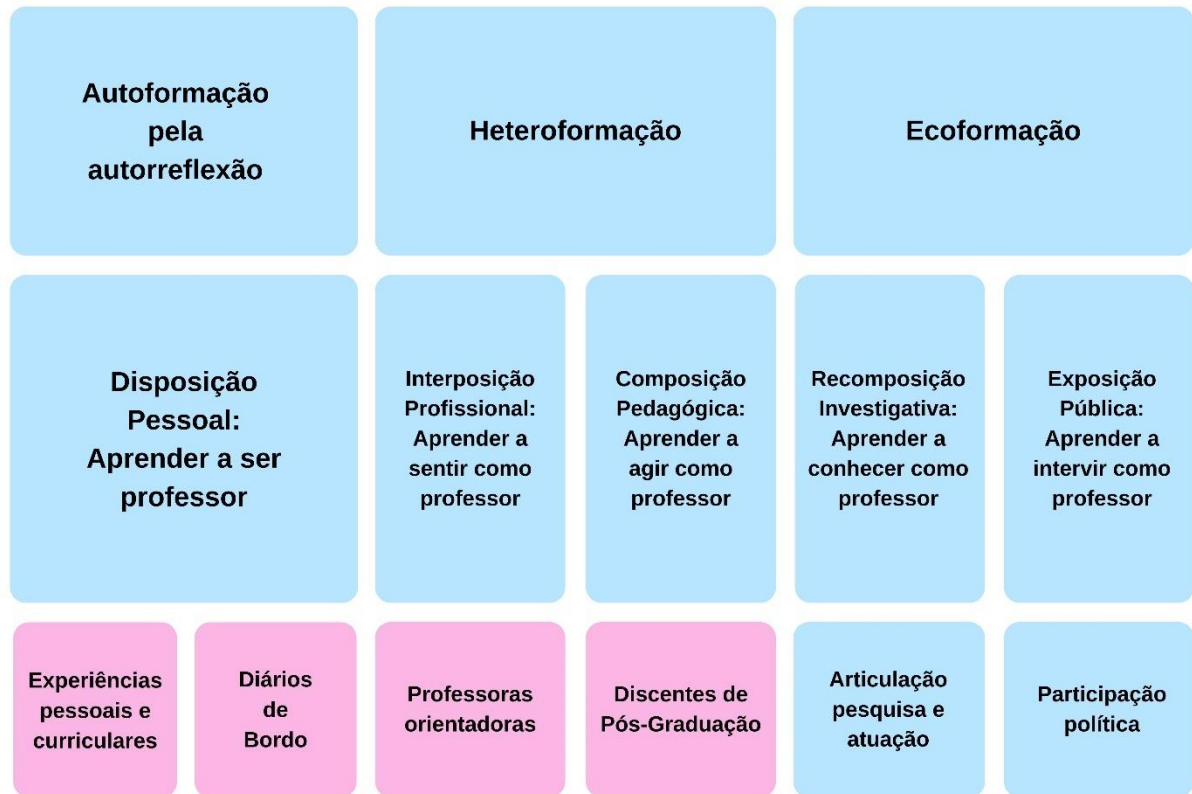 Autoformação
pela
autorreflexão
Heteroformação
Ecoformação
Disposição
Pessoal:
Aprender a ser
professor
Interposição
Profissional:
Aprender a
sentir como
professor
Composição
Pedagógica:
Aprender a
agir como
professor
Recomposição
Investigativa:
Aprender a
conhecer como
professor
Exposição
Pública:
Aprender a
intervir como
professor
Experiências
pessoais e
curriculares
Diários
de
Bordo
Professoras
orientadoras
Discentes de
Pós-Graduação
Articulação
pesquisa e
atuação
Participação
política